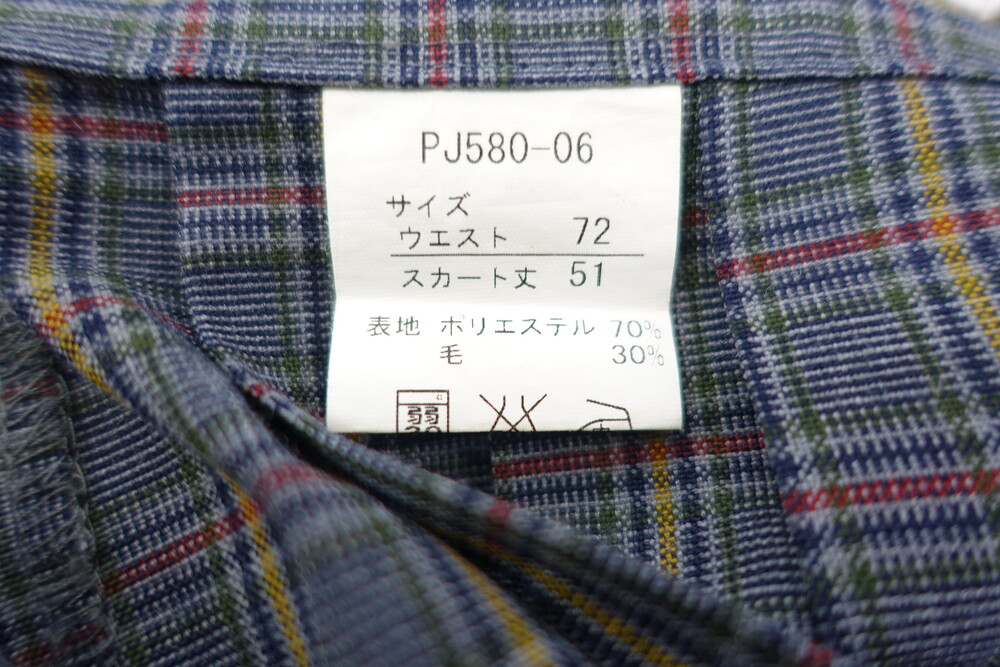 PJ580-06
サイズ
ウエスト 72
スカート丈 51
表地 ポリエステル 70%
毛 30%
弱